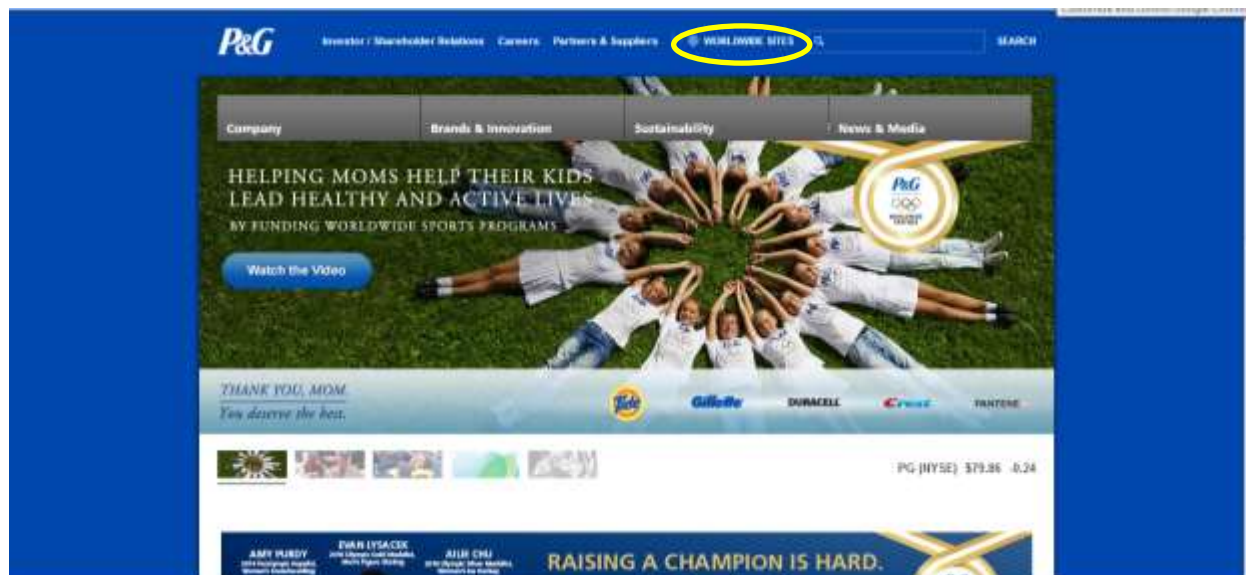 P&G
Investor / Shareholder Relations Careers Partners & Suppliers WORLDWIDE SITES SEARCH
Company Brands & Innovation Sustainability News & Media
HELPING MOMS HELP THEIR KIDS
LEAD HEALTHY AND ACTIVE LIVES
BY FUNDING WORLDWIDE SPORTS PROGRAMS
P&G
Watch the Video
THANK YOU, MOM.
You deserve the best.
Tide Gillette DURACELL Crest PANTENE
PG (NYSE) $79.86 -0.24
AMY PURDY
EVAN LYSACEK
JULIE CHU
RAISING A CHAMPION IS HARD.